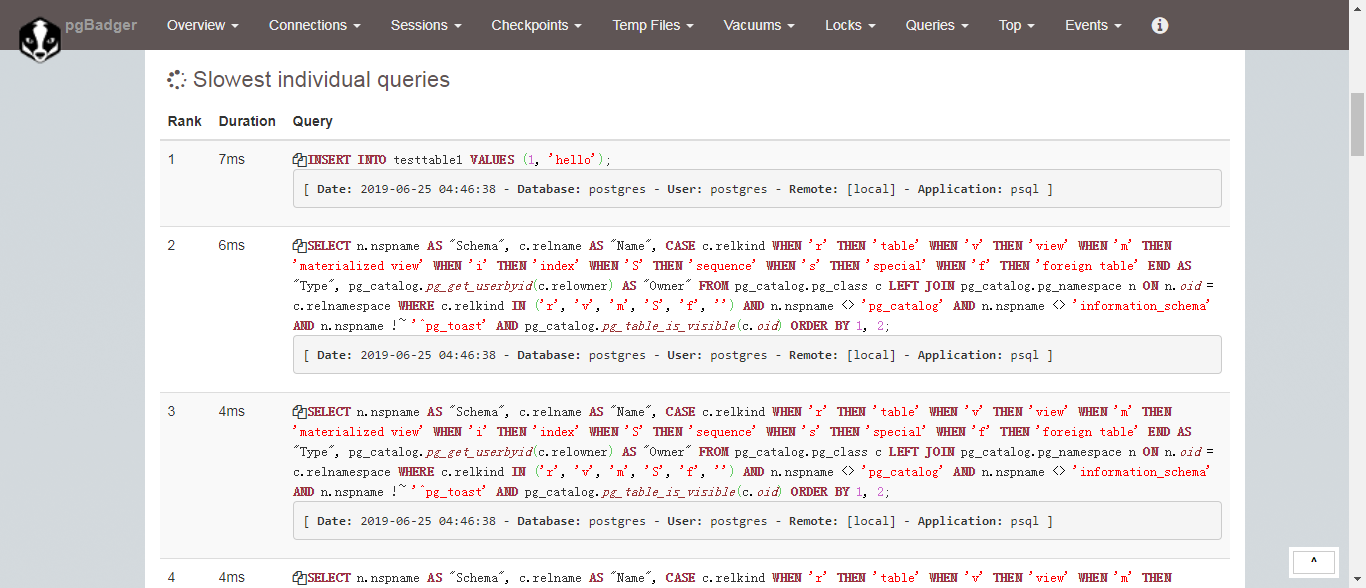 pgBadger Overview Connections Sessions Checkpoints Temp Files Vacuums Locks Queries Top Events
Slowest individual queries
Rank Duration Query
1 7ms INSERT INTO testtable1 VALUES (1, 'hello');
[ Date: 2019-06-25 04:46:38 - Database: postgres - User: postgres - Remote: [local] - Application: psql ]
2 6ms SELECT n.nspname AS "Schema", c.relname AS "Name", CASE c.relkind WHEN 'r' THEN 'table' WHEN 'v' THEN 'view' WHEN 'm' THEN
'materialized view' WHEN 'i' THEN 'index' WHEN 'S' THEN 'sequence' WHEN 's' THEN 'special' WHEN 'f' THEN 'foreign table' END AS
"Type", pg_catalog.pg_get_userbyid(c.relowner) AS "Owner" FROM pg_catalog.pg_class c LEFT JOIN pg_catalog.pg_namespace n ON n.oid =
c.relnamespace WHERE c.relkind IN ('r', 'v', 'm', 'S', 'f', '') AND n.nspname <> 'pg_catalog' AND n.nspname <> 'information_schema'
AND n.nspname !~ '^pg_toast' AND pg_catalog.pg_table_is_visible(c.oid) ORDER BY 1, 2;
[ Date: 2019-06-25 04:46:38 - Database: postgres - User: postgres - Remote: [local] - Application: psql ]
3 4ms SELECT n.nspname AS "Schema", c.relname AS "Name", CASE c.relkind WHEN 'r' THEN 'table' WHEN 'v' THEN 'view' WHEN 'm' THEN
'materialized view' WHEN 'i' THEN 'index' WHEN 'S' THEN 'sequence' WHEN 's' THEN 'special' WHEN 'f' THEN 'foreign table' END AS
"Type", pg_catalog.pg_get_userbyid(c.relowner) AS "Owner" FROM pg_catalog.pg_class c LEFT JOIN pg_catalog.pg_namespace n ON n.oid =
c.relnamespace WHERE c.relkind IN ('r', 'v', 'm', 'S', 'f', '') AND n.nspname <> 'pg_catalog' AND n.nspname <> 'information_schema'
AND n.nspname !~ '^pg_toast' AND pg_catalog.pg_table_is_visible(c.oid) ORDER BY 1, 2;
[ Date: 2019-06-25 04:46:38 - Database: postgres - User: postgres - Remote: [local] - Application: psql ]
^
4 4ms SELECT n.nspname AS "Schema", c.relname AS "Name", CASE c.relkind WHEN 'r' THEN 'table' WHEN 'v' THEN 'view' WHEN 'm' THEN